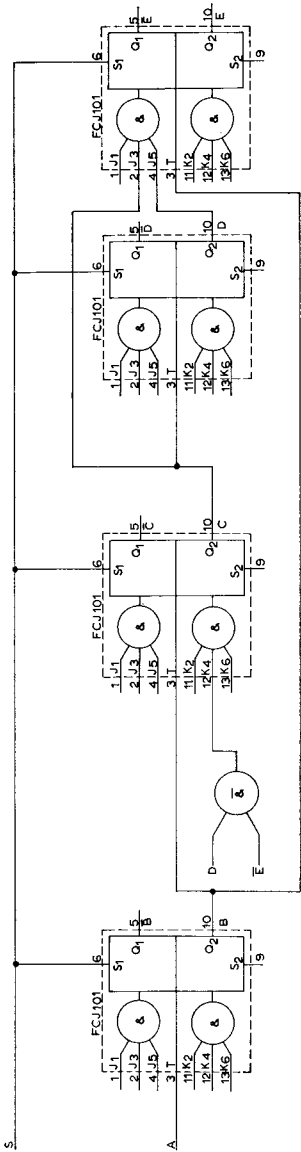 S
A
FCJ101
6
S1
1 J1
2 J3
4 J5
3 T
11 K2
12 K4
13 K6
&
&
Q1
5
B̅
Q2
10
B
S2
9
D
E̅
&̅
FCJ101
6
S1
1 J1
2 J3
4 J5
3 T
11 K2
12 K4
13 K6
&
&
Q1
5
C̅
Q2
10
C
S2
9
FCJ101
6
S1
1 J1
2 J3
4 J5
3 T
11 K2
12 K4
13 K6
&
&
Q1
5
D̅
Q2
10
D
S2
9
FCJ101
6
S1
1 J1
2 J3
4 J5
3 T
11 K2
12 K4
13 K6
&
&
Q1
5
E̅
Q2
10
E
S2
9